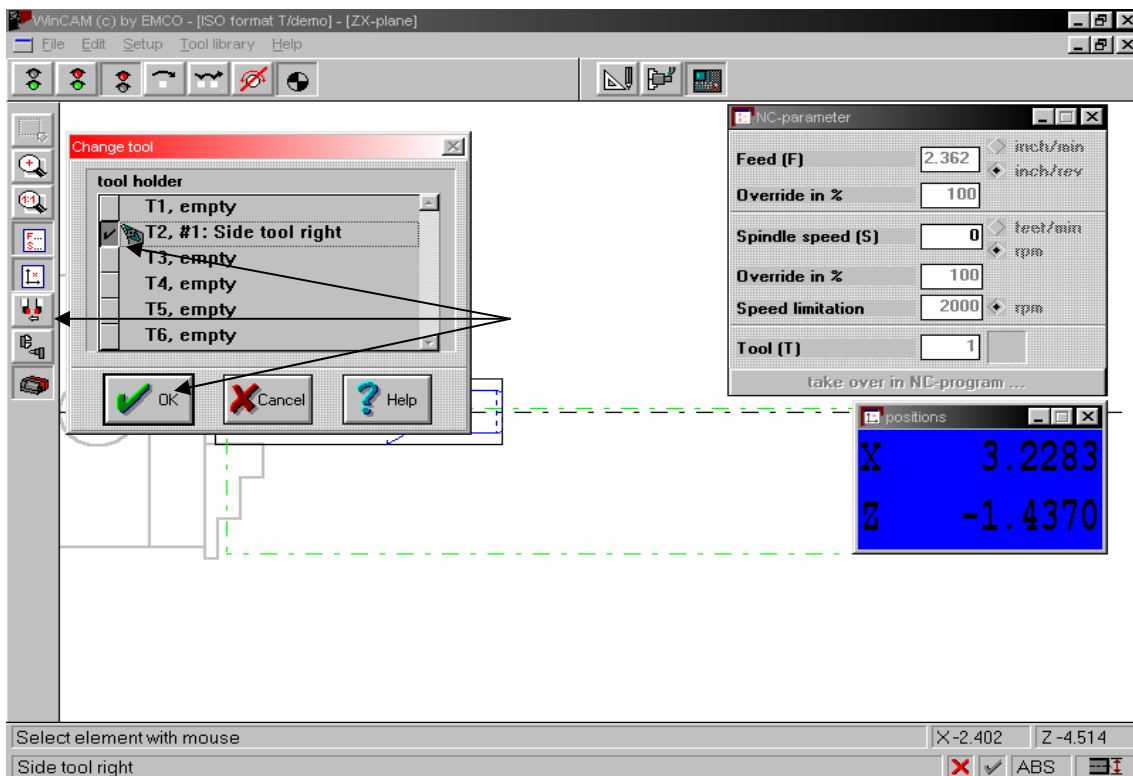 WinCAM (c) by EMCO - [ISO format T/demo] - [ZX-plane]
File Edit Setup Tool library Help
1:1
F...
S...
Change tool
tool holder
T1, empty
T2, #1: Side tool right
T3, empty
T4, empty
T5, empty
T6, empty
OK Cancel ? Help
NC-parameter
Feed (F) 2.362 inch/min
inch/rev
Override in % 100
Spindle speed (S) 0 feet/min
rpm
Override in % 100
Speed limitation 2000 rpm
Tool (T) 1
take over in NC-program ...
positions
X 3.2283
Z -1.4370
Select element with mouse X-2.402 Z -4.514
Side tool right ABS